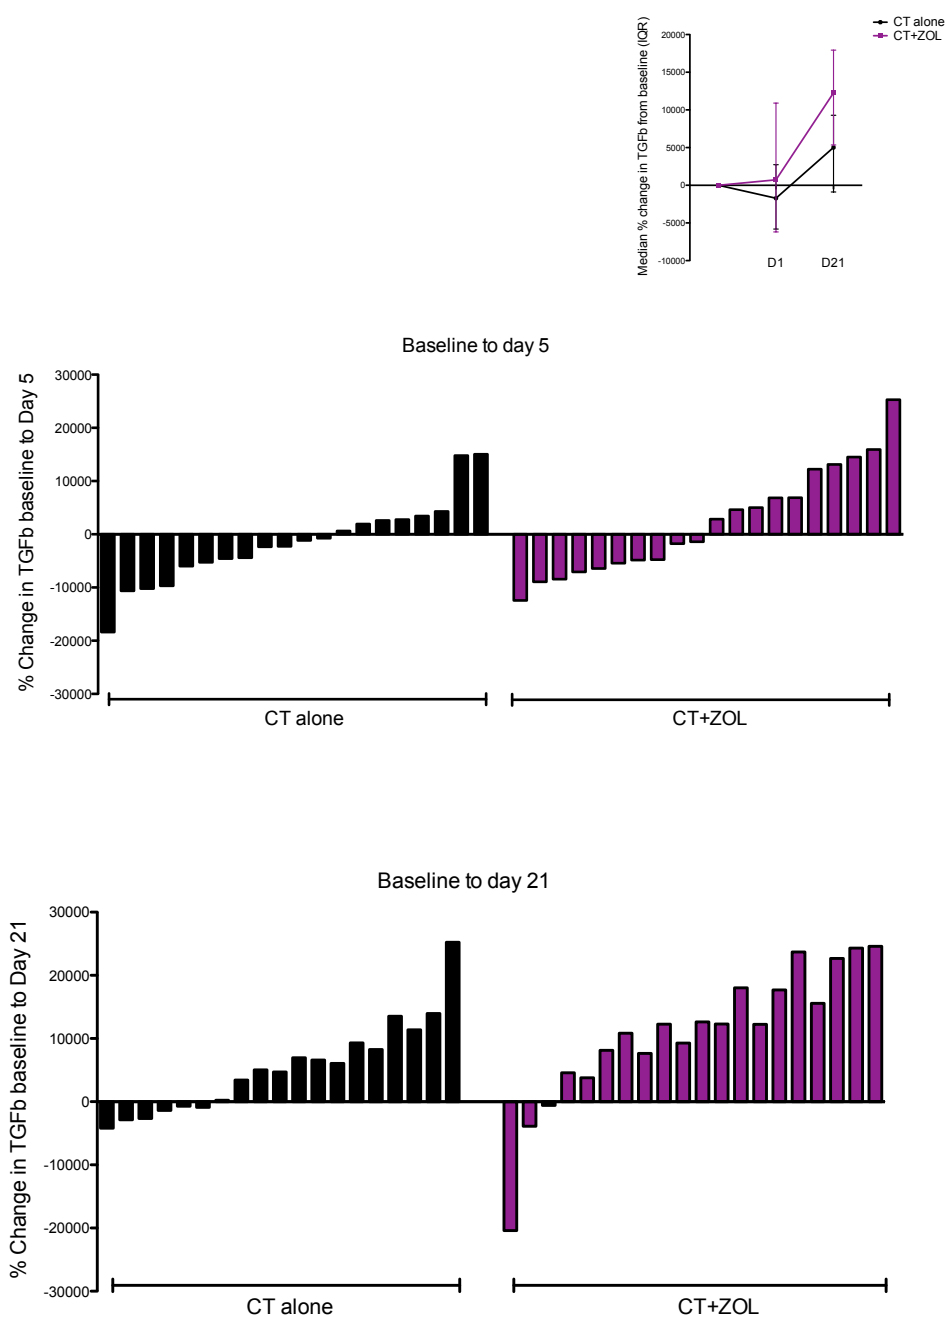 CT alone
CT+ZOL
Median % change in TGFb from baseline (IQR)
20000
15000
10000
5000
0
-5000
-10000
D1
D21
Baseline to day 5
% Change in TGFb baseline to Day 5
30000
20000
10000
0
-10000
-20000
-30000
CT alone
CT+ZOL
Baseline to day 21
% Change in TGFb baseline to Day 21
30000
20000
10000
0
-10000
-20000
-30000
CT alone
CT+ZOL